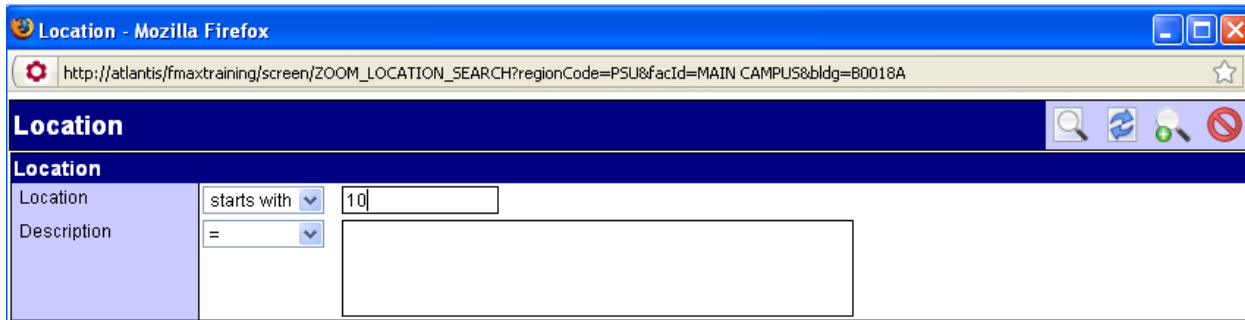 Location - Mozilla Firefox
http://atlantis/fmaxtraining/screen/ZOOM_LOCATION_SEARCH?regionCode=PSU&facId=MAIN CAMPUS&bldg=B0018A
Location
Location
Location starts with 10
Description =